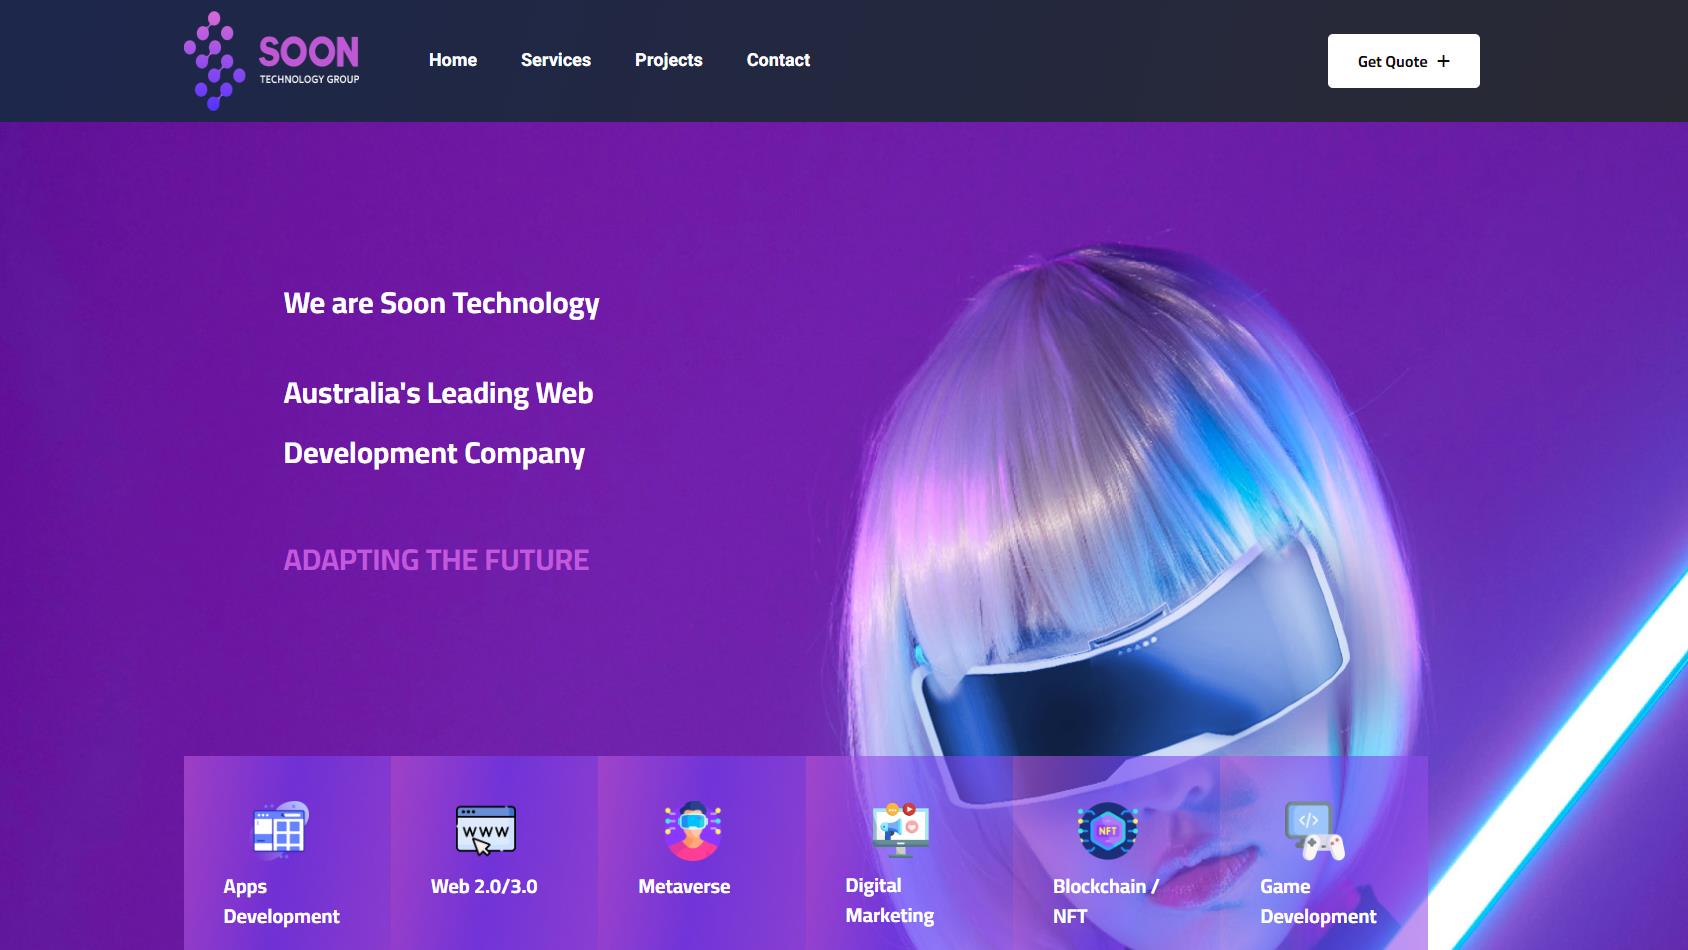 SOON
TECHNOLOGY GROUP
Home
Services
Projects
Contact
Get Quote +
We are Soon Technology
Australia's Leading Web
Development Company
ADAPTING THE FUTURE
Apps
Development
WWW
Web 2.0/3.0
Metaverse
Digital
Marketing
NFT
Blockchain /
NFT
</>
Game
Development